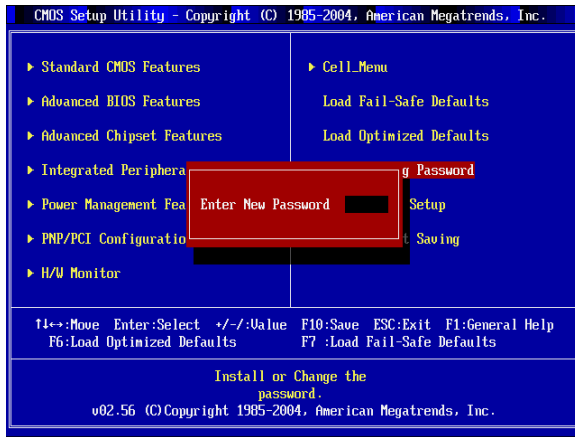 CMOS Setup Utility - Copyright (C) 1985-2004, American Megatrends, Inc.
Standard CMOS Features
Cell_Menu
Advanced BIOS Features
Load Fail-Safe Defaults
Advanced Chipset Features
Load Optimized Defaults
Integrated Periphera
g Password
Power Management Fea
Setup
PNP/PCI Configuratio
t Saving
H/W Monitor
Enter New Password
↑↓↔:Move Enter:Select +/-/:Value F10:Save ESC:Exit F1:General Help
F6:Load Optimized Defaults F7 :Load Fail-Safe Defaults
Install or Change the
password.
v02.56 (C)Copyright 1985-2004, American Megatrends, Inc.